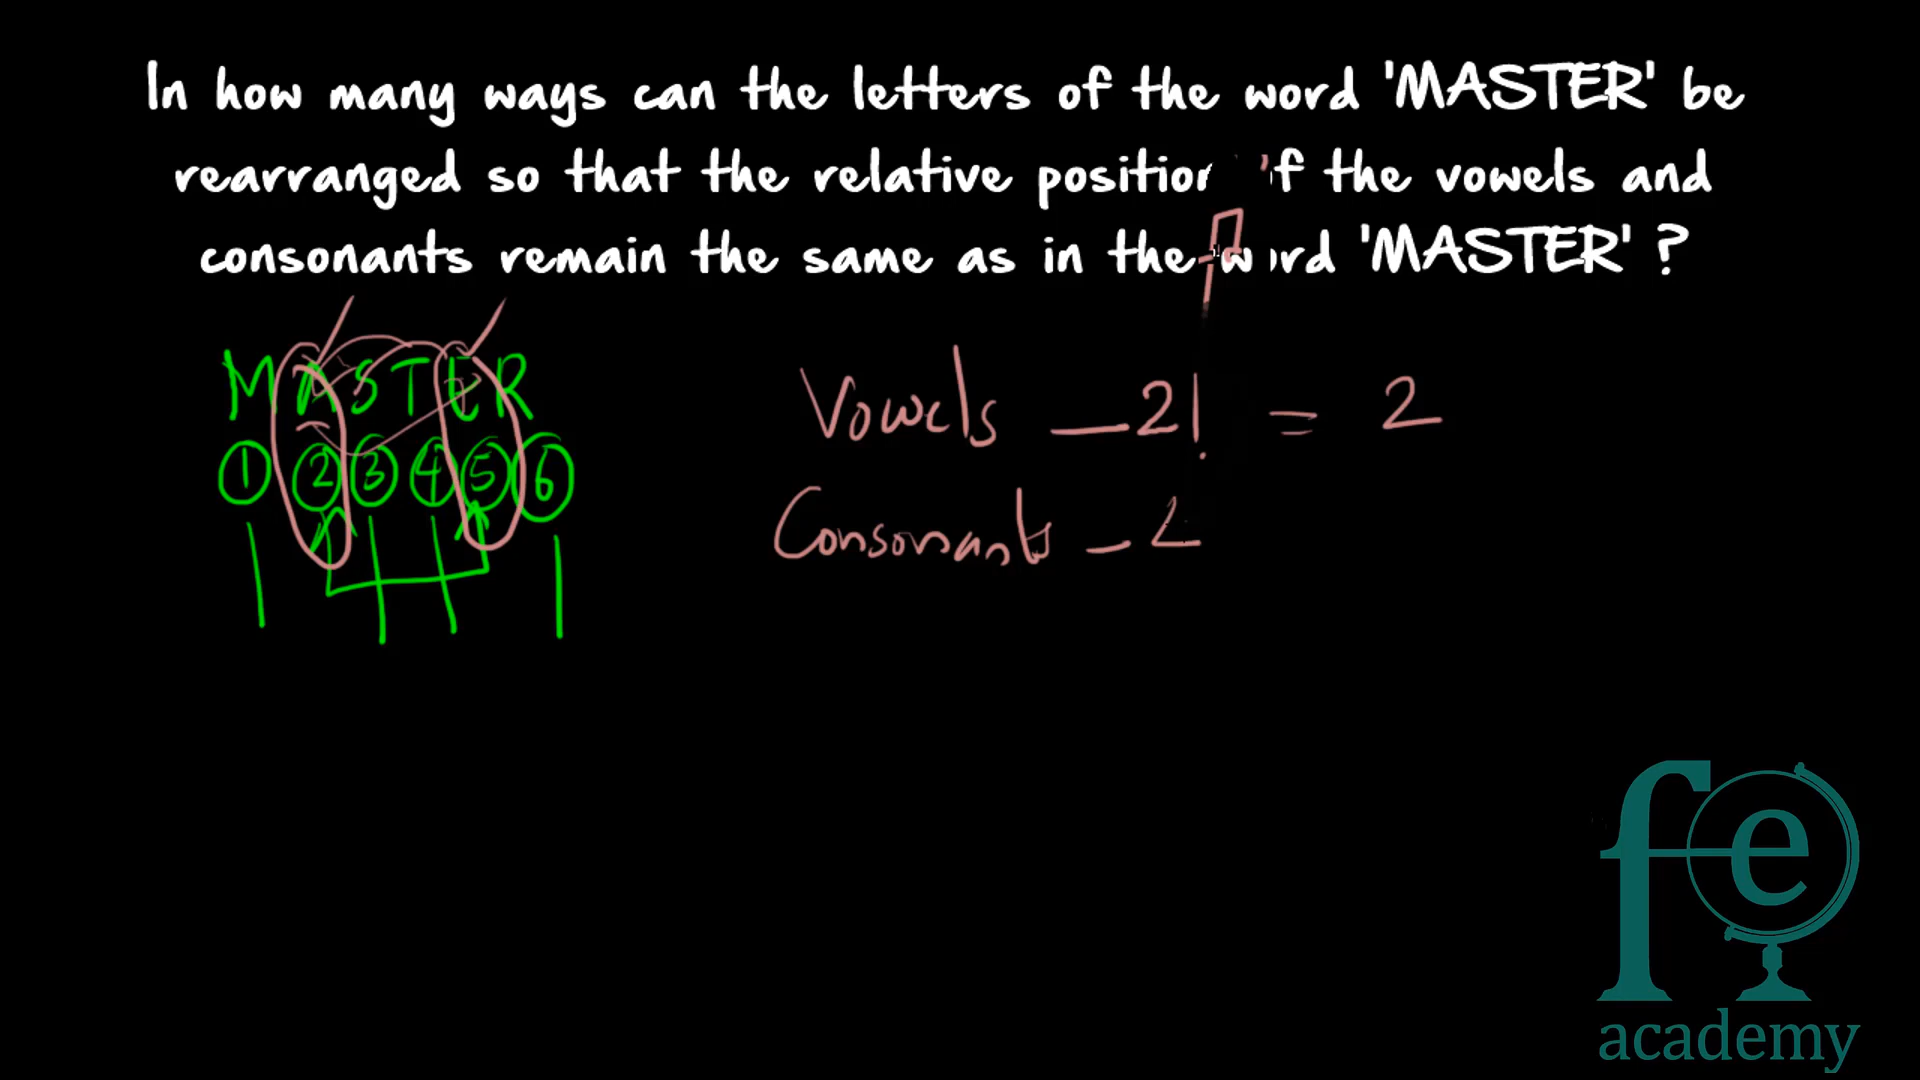 In how many ways can the letters of the word 'MASTER' be
rearranged so that the relative position if the vowels and
consonants remain the same as in the word 'MASTER' ?
MASTER
1 2 3 4 5 6
Vowels _ 2! = 2
Consonants _
fe
academy